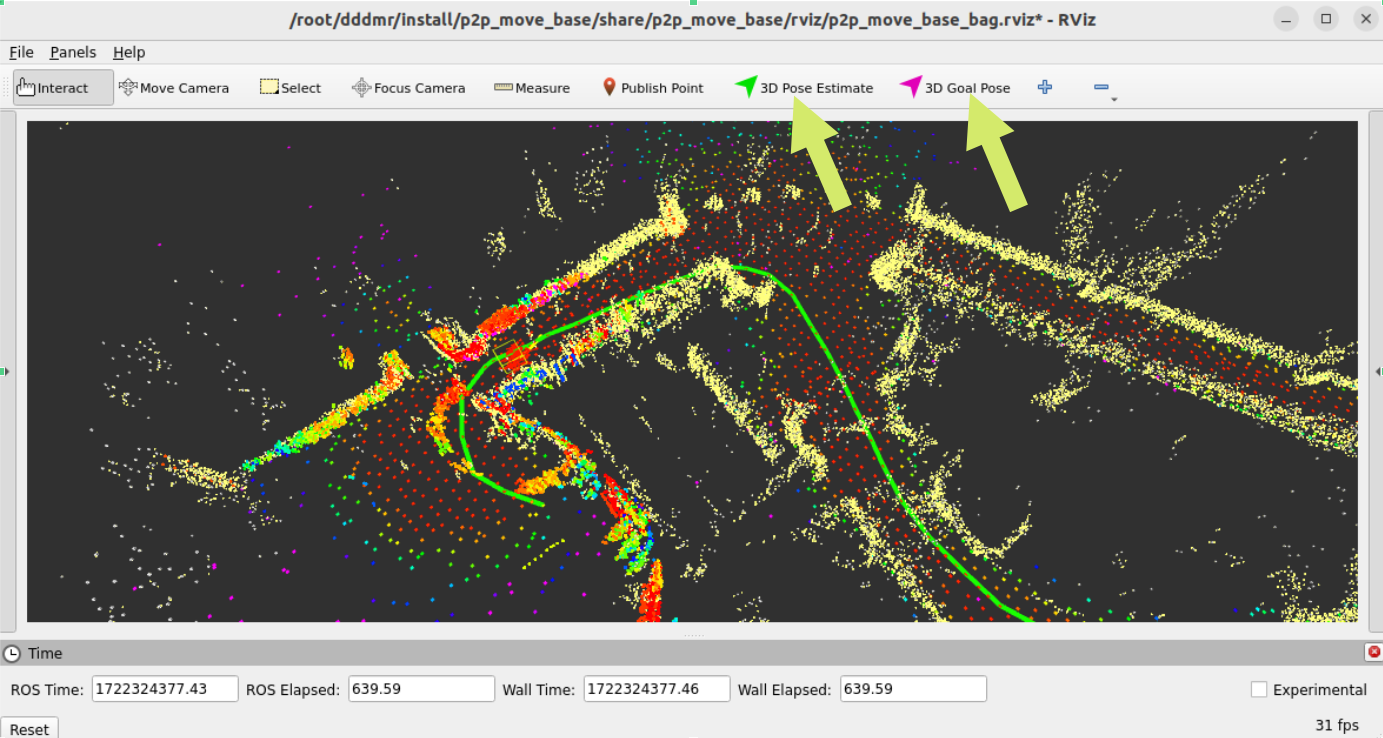 /root/dddmr/install/p2p_move_base/share/p2p_move_base/rviz/p2p_move_base_bag.rviz* - RViz
File Panels Help
Interact Move Camera Select Focus Camera Measure Publish Point 3D Pose Estimate 3D Goal Pose
Time
ROS Time: 1722324377.43 ROS Elapsed: 639.59 Wall Time: 1722324377.46 Wall Elapsed: 639.59 Experimental
Reset 31 fps